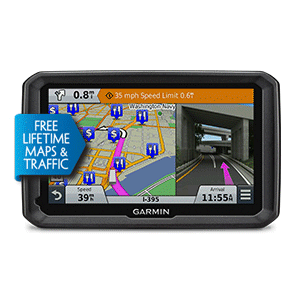 0.8
35 mph Speed Limit 0.6
Washington Navy
FREE
LIFETIME
MAPS &
TRAFFIC
Speed
39
I-395
Arrival
11:55
GARMIN